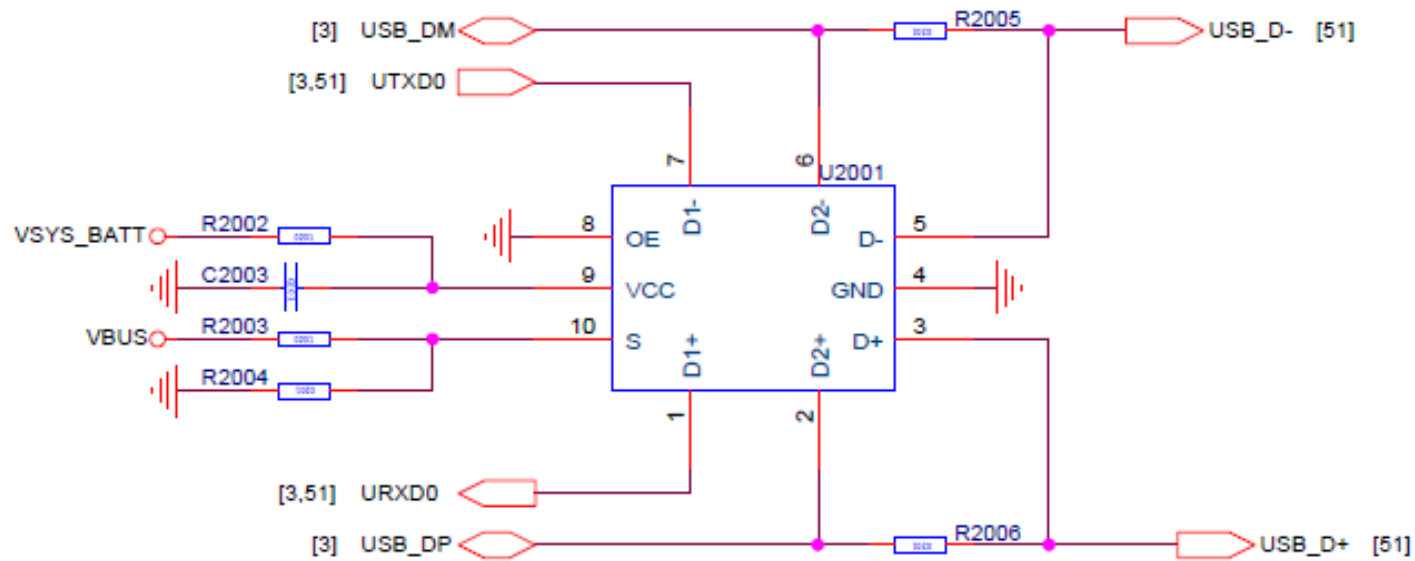 [3] USB_DM
R2005
USB_D- [51]
[3,51] UTXD0
7
6
U2001
D1-
D2-
VSYS_BATT
R2002
8
OE
D-
5
C2003
9
VCC
GND
4
VBUS
R2003
10
S
D1+
D2+
D+
3
R2004
1
2
[3,51] URXD0
[3] USB_DP
R2006
USB_D+ [51]